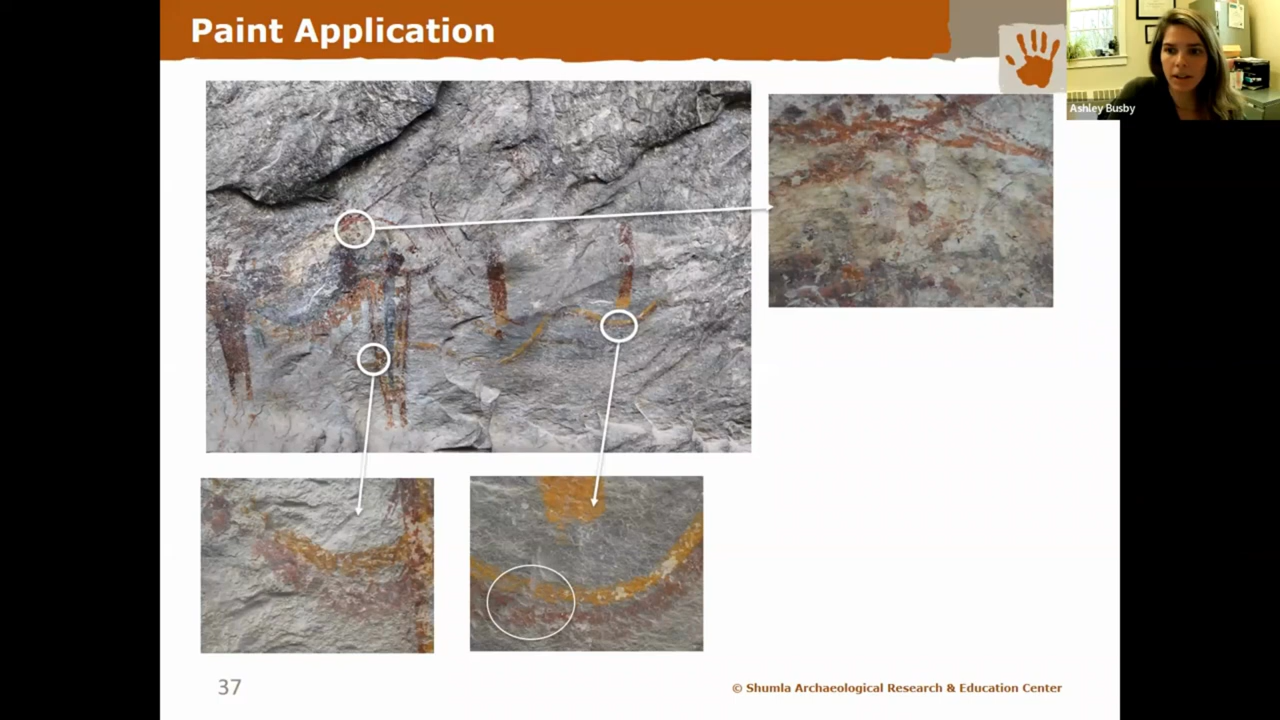 Paint Application
Ashley Busby
37
© Shumla Archaeological Research & Education Center